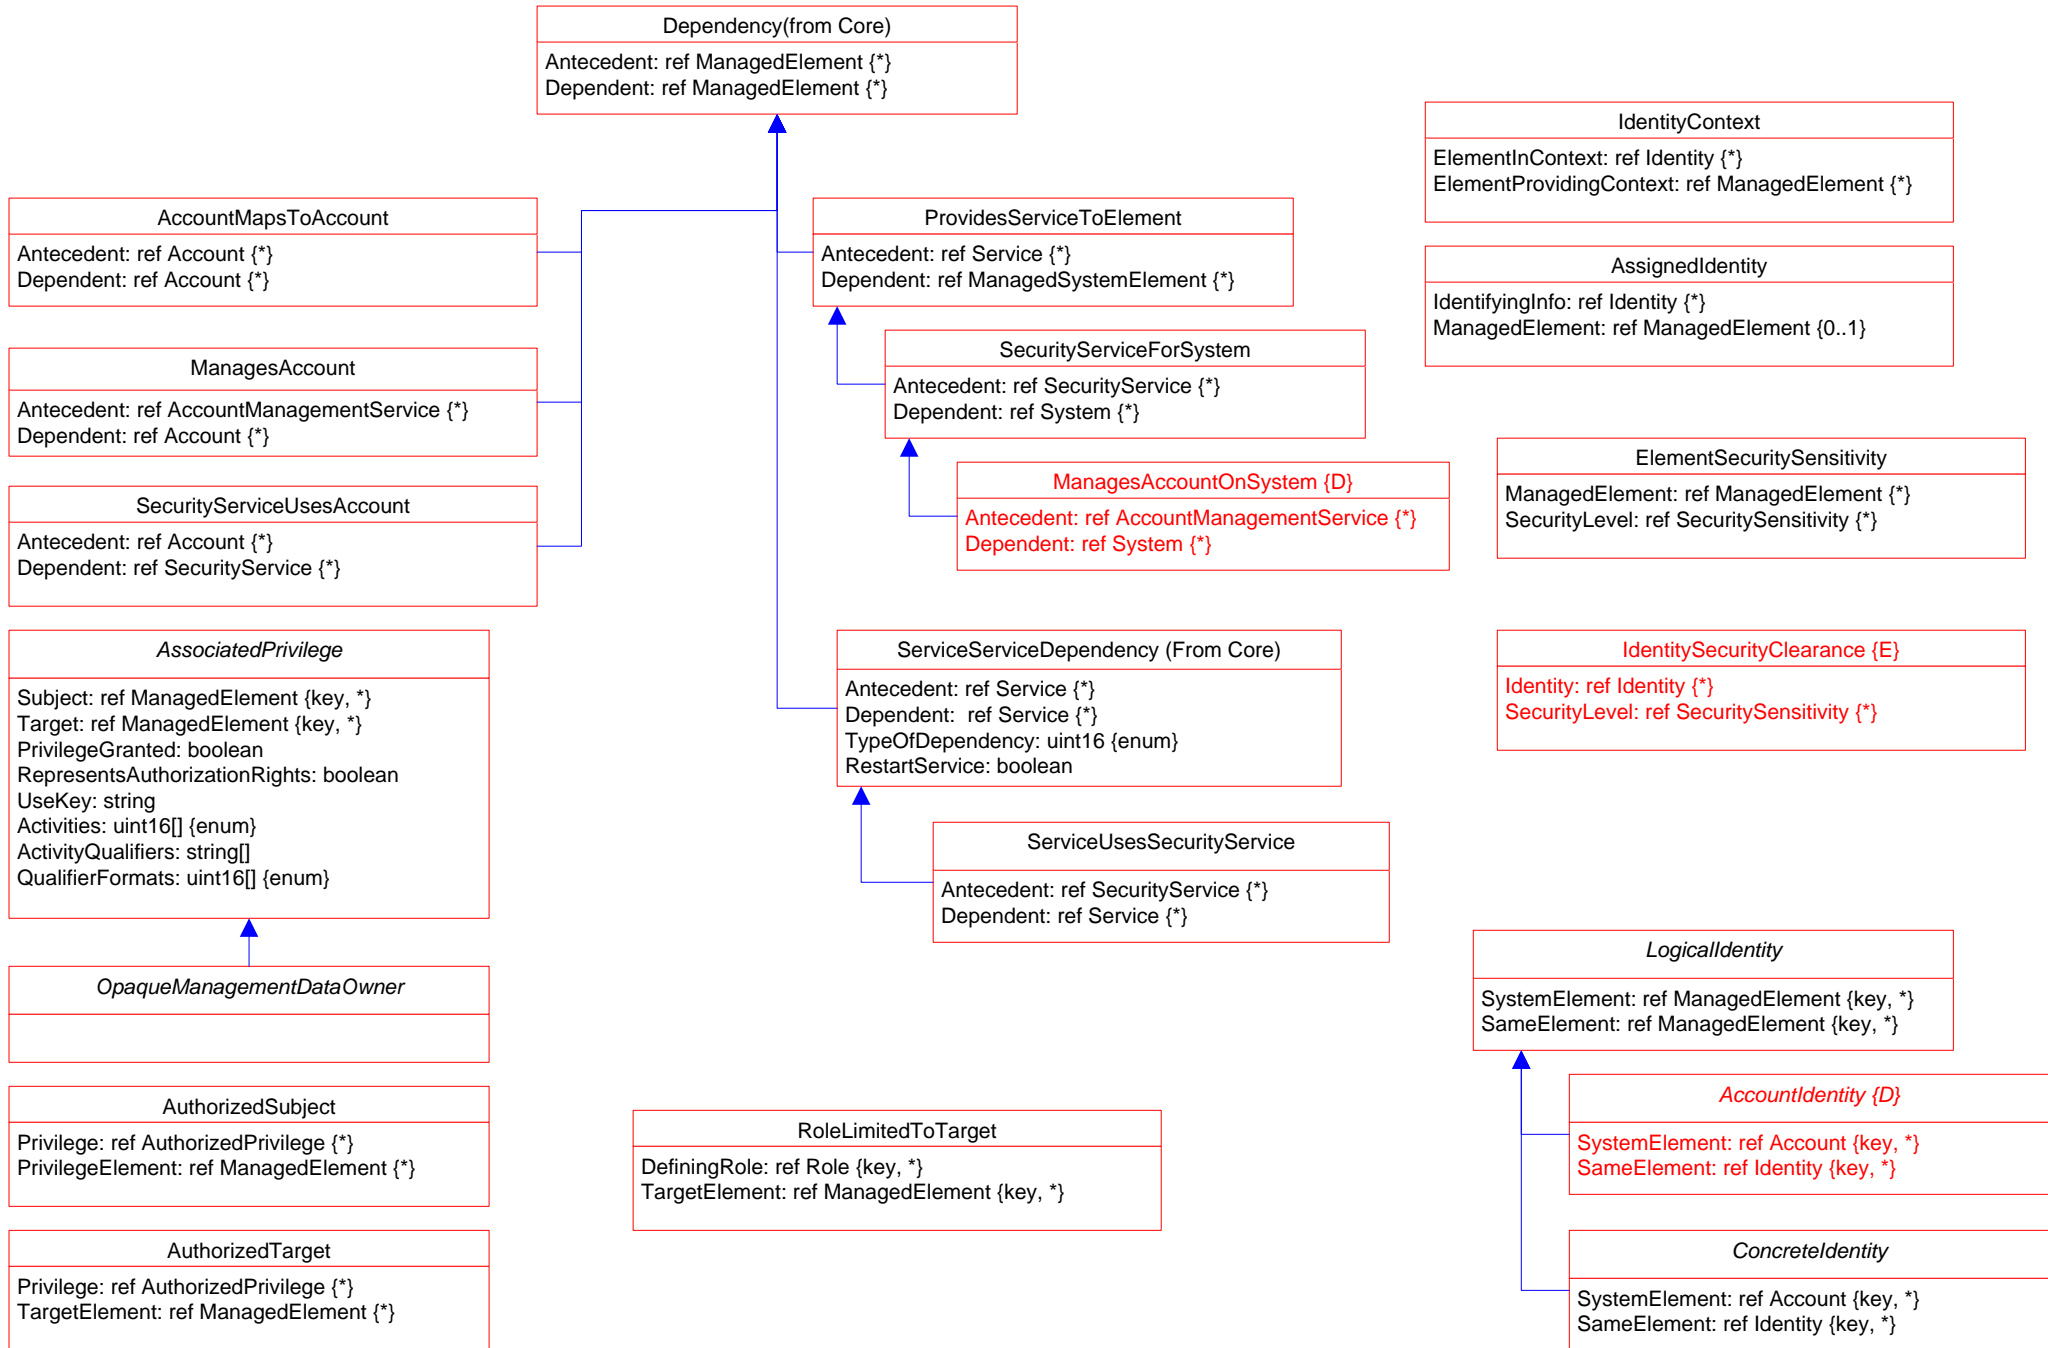 Dependency(from Core)
Antecedent: ref ManagedElement {*}
Dependent: ref ManagedElement {*}
IdentityContext
ElementInContext: ref Identity {*}
ElementProvidingContext: ref ManagedElement {*}
AccountMapsToAccount
Antecedent: ref Account {*}
Dependent: ref Account {*}
ProvidesServiceToElement
Antecedent: ref Service {*}
Dependent: ref ManagedSystemElement {*}
AssignedIdentity
IdentifyingInfo: ref Identity {*}
ManagedElement: ref ManagedElement {0..1}
ManagesAccount
Antecedent: ref AccountManagementService {*}
Dependent: ref Account {*}
SecurityServiceForSystem
Antecedent: ref SecurityService {*}
Dependent: ref System {*}
ManagesAccountOnSystem {D}
Antecedent: ref AccountManagementService {*}
Dependent: ref System {*}
ElementSecuritySensitivity
ManagedElement: ref ManagedElement {*}
SecurityLevel: ref SecuritySensitivity {*}
SecurityServiceUsesAccount
Antecedent: ref Account {*}
Dependent: ref SecurityService {*}
AssociatedPrivilege
Subject: ref ManagedElement {key, *}
Target: ref ManagedElement {key, *}
PrivilegeGranted: boolean
RepresentsAuthorizationRights: boolean
UseKey: string
Activities: uint16[] {enum}
ActivityQualifiers: string[]
QualifierFormats: uint16[] {enum}
ServiceServiceDependency (From Core)
Antecedent: ref Service {*}
Dependent:  ref Service {*}
TypeOfDependency: uint16 {enum}
RestartService: boolean
IdentitySecurityClearance {E}
Identity: ref Identity {*}
SecurityLevel: ref SecuritySensitivity {*}
ServiceUsesSecurityService
Antecedent: ref SecurityService {*}
Dependent: ref Service {*}
OpaqueManagementDataOwner
LogicalIdentity
SystemElement: ref ManagedElement {key, *}
SameElement: ref ManagedElement {key, *}
AuthorizedSubject
Privilege: ref AuthorizedPrivilege {*}
PrivilegeElement: ref ManagedElement {*}
RoleLimitedToTarget
DefiningRole: ref Role {key, *}
TargetElement: ref ManagedElement {key, *}
AccountIdentity {D}
SystemElement: ref Account {key, *}
SameElement: ref Identity {key, *}
AuthorizedTarget
Privilege: ref AuthorizedPrivilege {*}
TargetElement: ref ManagedElement {*}
ConcreteIdentity
SystemElement: ref Account {key, *}
SameElement: ref Identity {key, *}